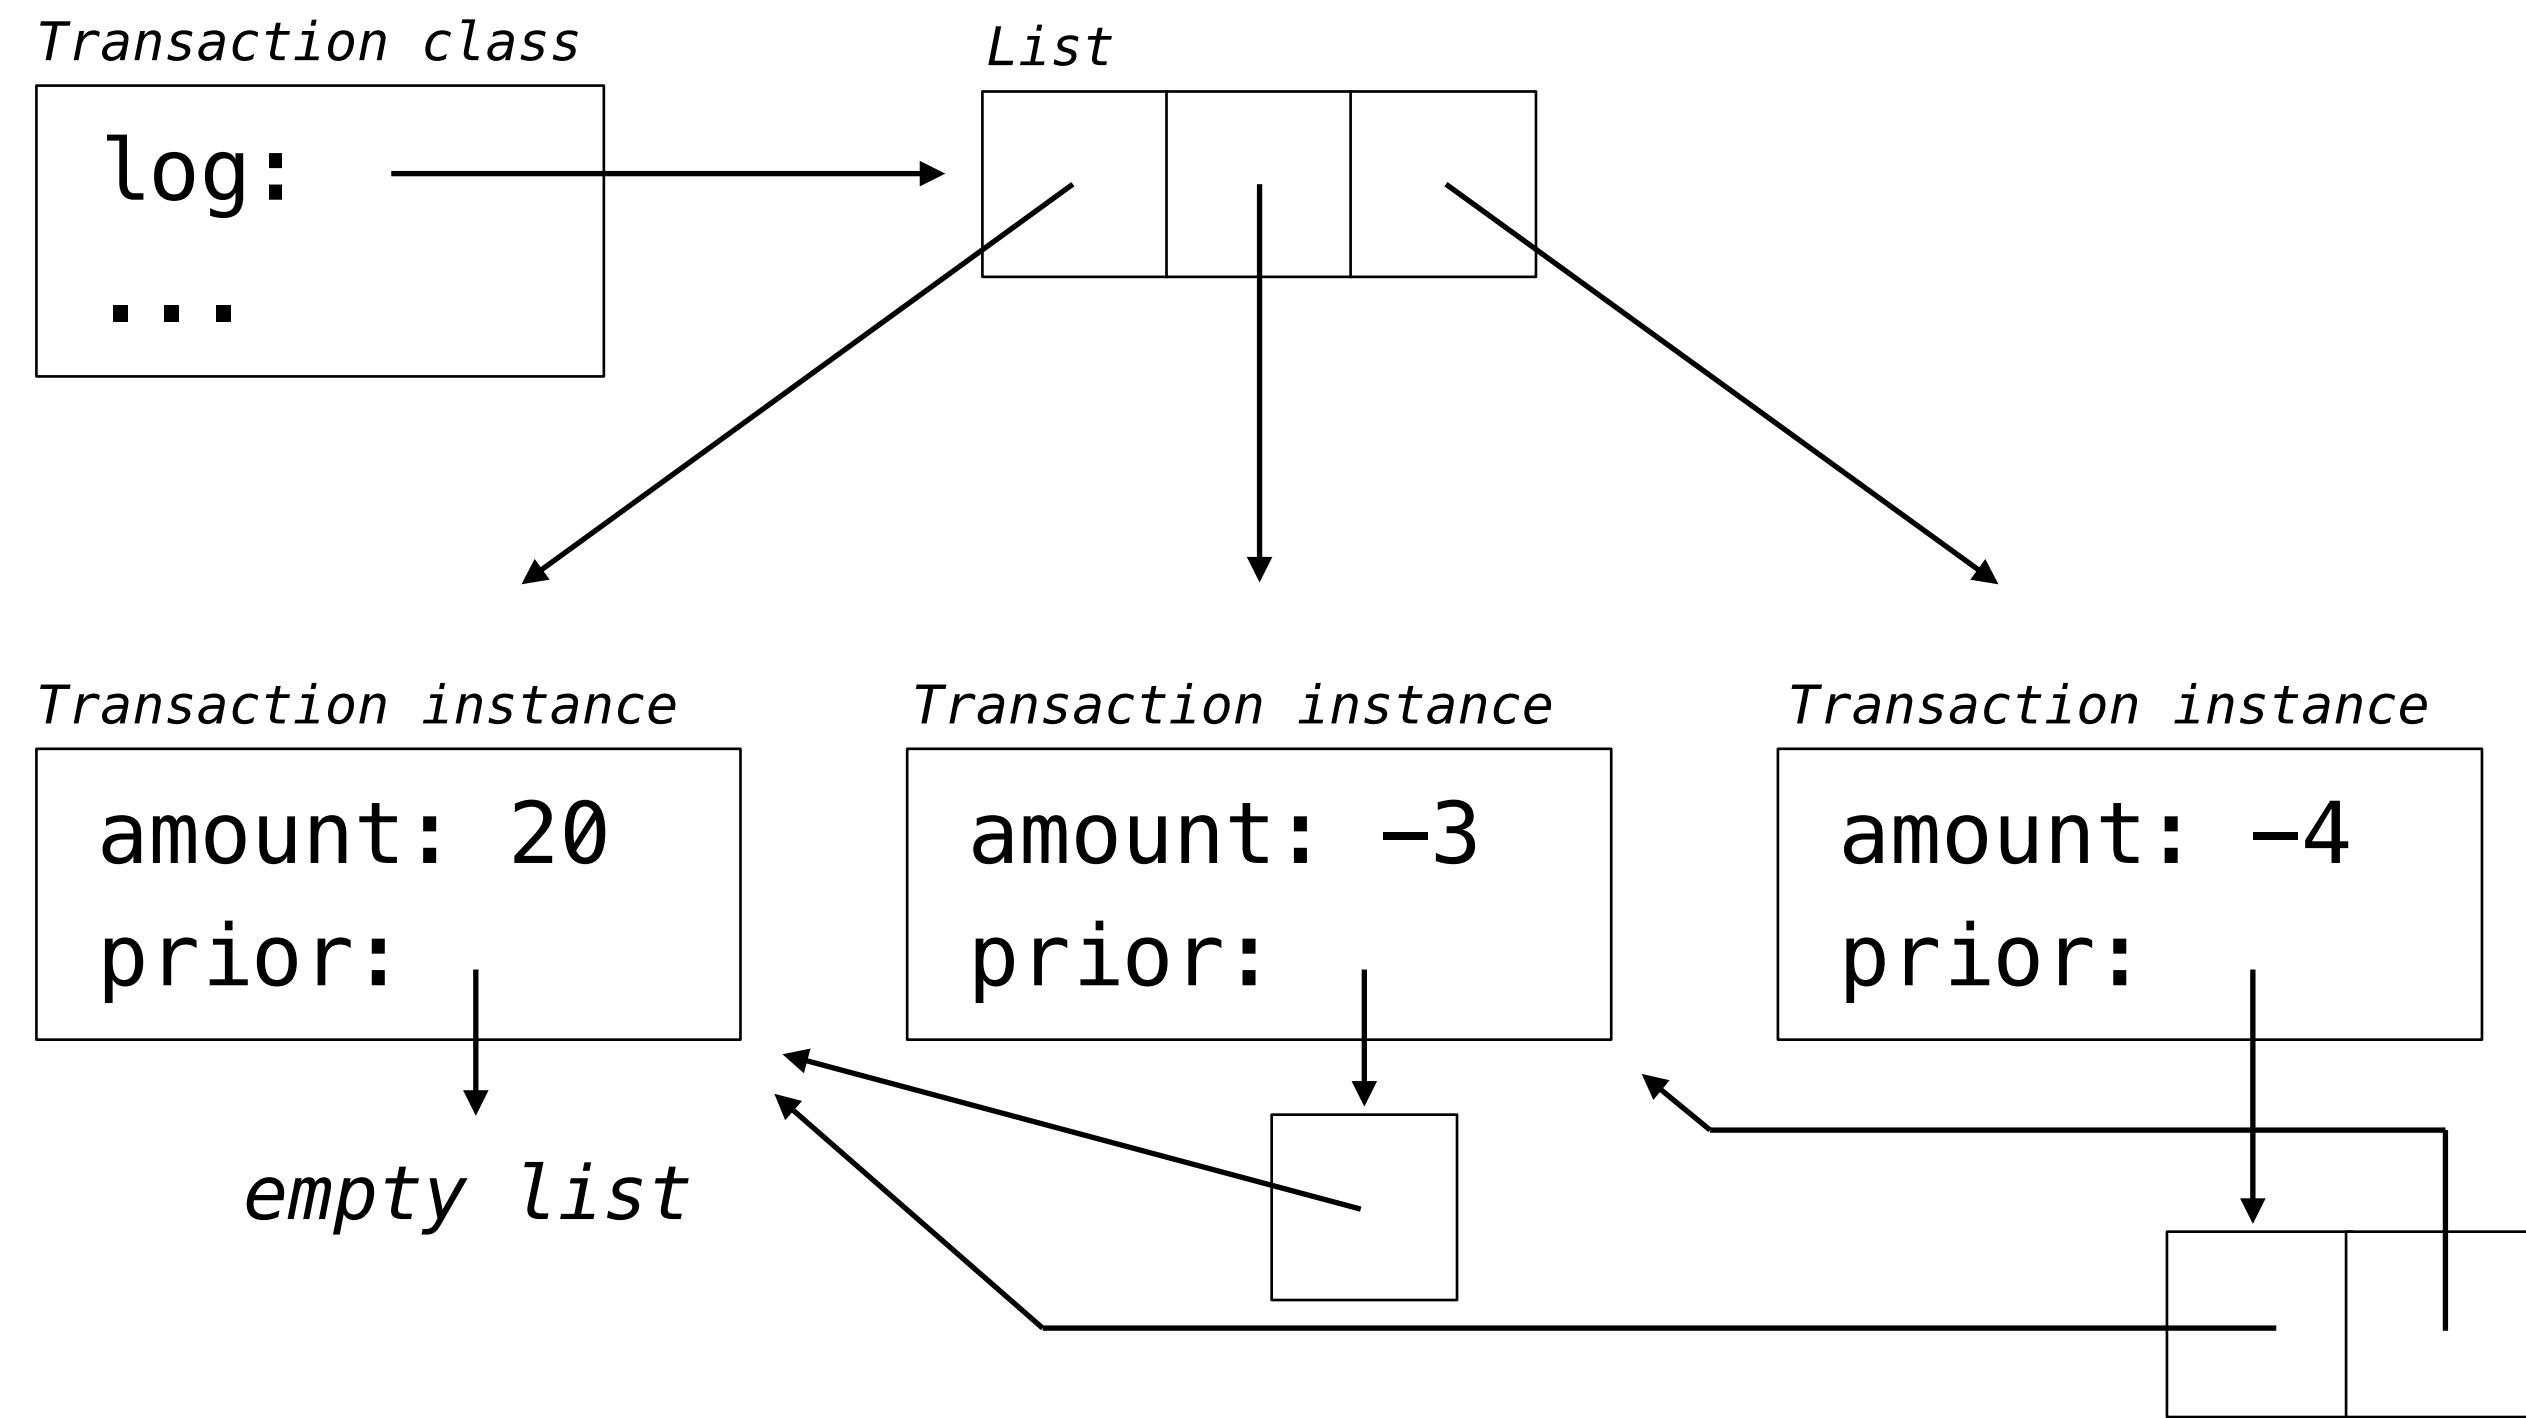 Transaction class
List
log:
...
Transaction instance
Transaction instance
Transaction instance
amount: 20
prior:
amount: −3
prior:
amount: −4
prior:
empty list